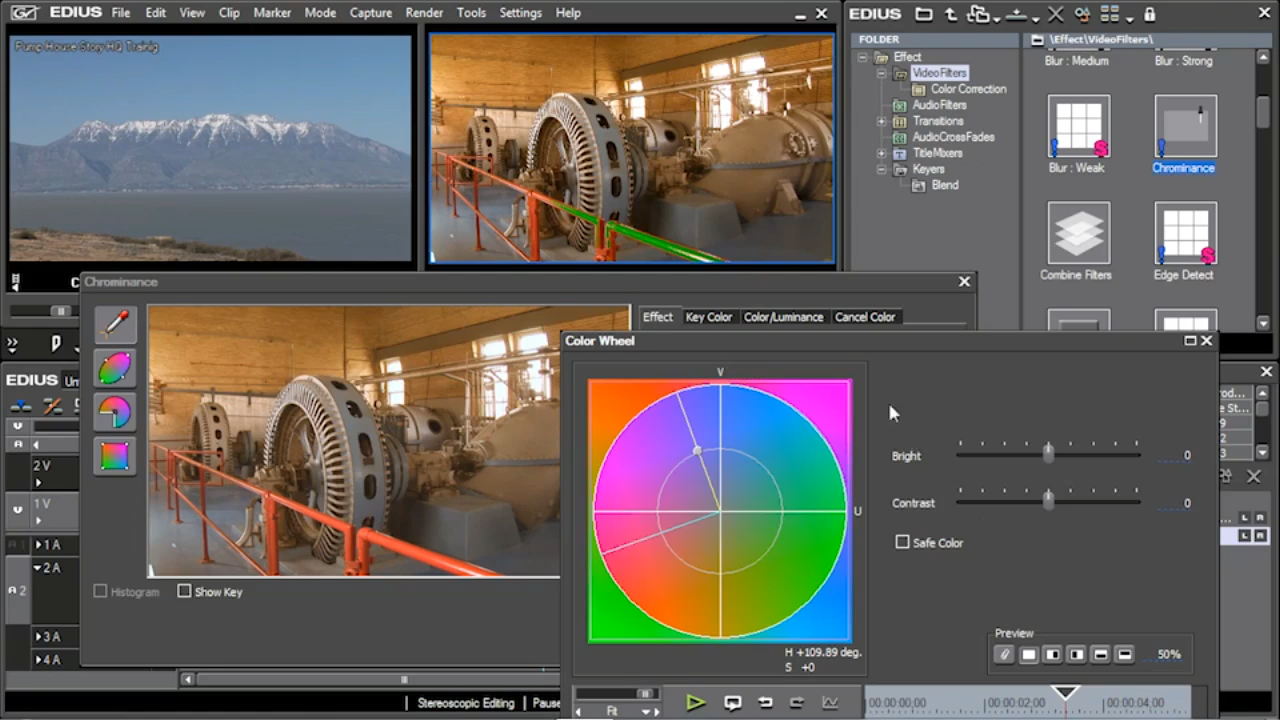 EDIUS File Edit View Clip Marker Mode Capture Render Tools Settings Help
Pump House Story HQ Trainig
EDIUS
FOLDER
Effect
VideoFilters
Color Correction
AudioFilters
Transitions
AudioCrossFades
TitleMixers
Keyers
Blend
\Effect\VideoFilters\
Blur : Medium Blur : Strong
Blur : Weak Chrominance
Combine Filters Edge Detect
Chrominance
Effect Key Color Color/Luminance Cancel Color
Histogram Show Key
Color Wheel
V
U
H +109.89 deg.
S +0
Bright 0
Contrast 0
Safe Color
Preview
50%
Fit
00:00:00;00 00:00:02;00 00:00:04;00
EDIUS
2 V
1 V
1 A
2 A
A 2
3 A
4 A
Stereoscopic Editing
L R
L R